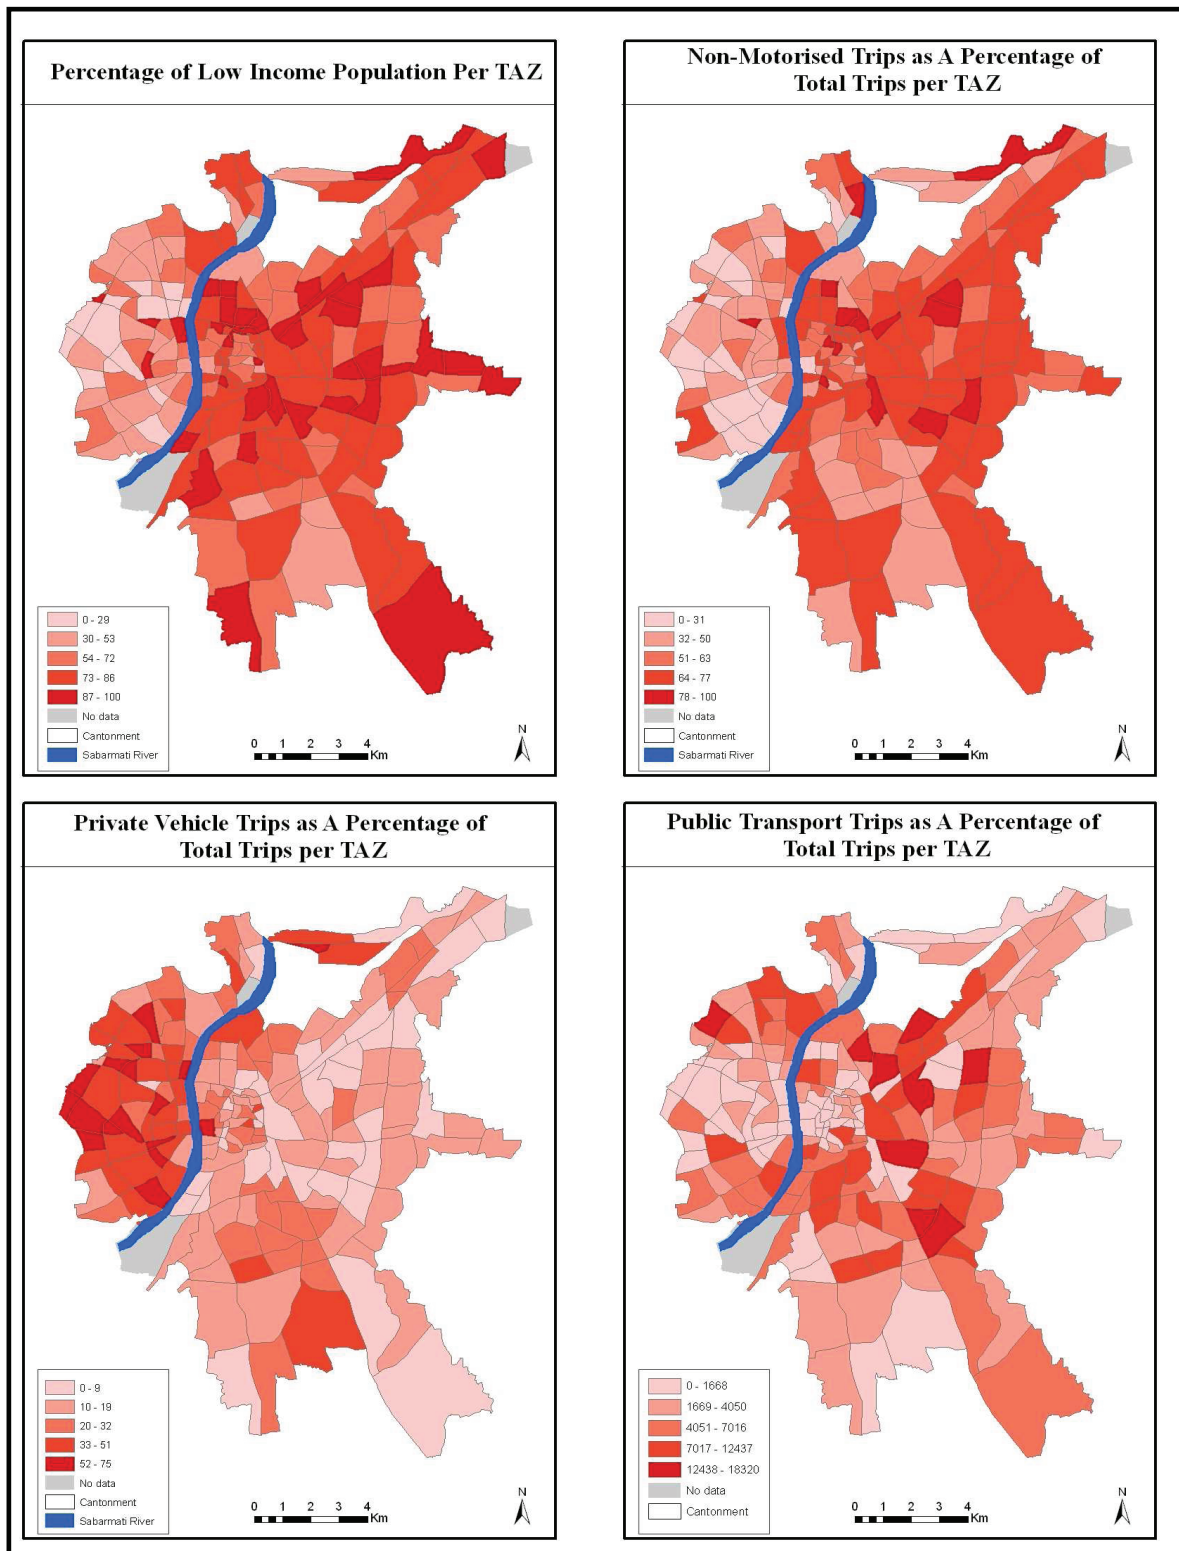 Percentage of Low Income Population Per TAZ
0 - 29
30 - 53
54 - 72
73 - 86
87 - 100
No data
Cantonment
Sabarmati River
0 1 2 3 4
Km
N
Non-Motorised Trips as A Percentage of
Total Trips per TAZ
0 - 31
32 - 50
51 - 63
64 - 77
78 - 100
No data
Cantonment
Sabarmati River
0 1 2 3 4
Km
N
Private Vehicle Trips as A Percentage of
Total Trips per TAZ
0 - 9
10 - 19
20 - 32
33 - 51
52 - 75
No data
Cantonment
Sabarmati River
0 1 2 3 4
Km
N
Public Transport Trips as A Percentage of
Total Trips per TAZ
0 - 1668
1669 - 4050
4051 - 7016
7017 - 12437
12438 - 18320
No data
Cantonment
0 1 2 3 4
Km
N